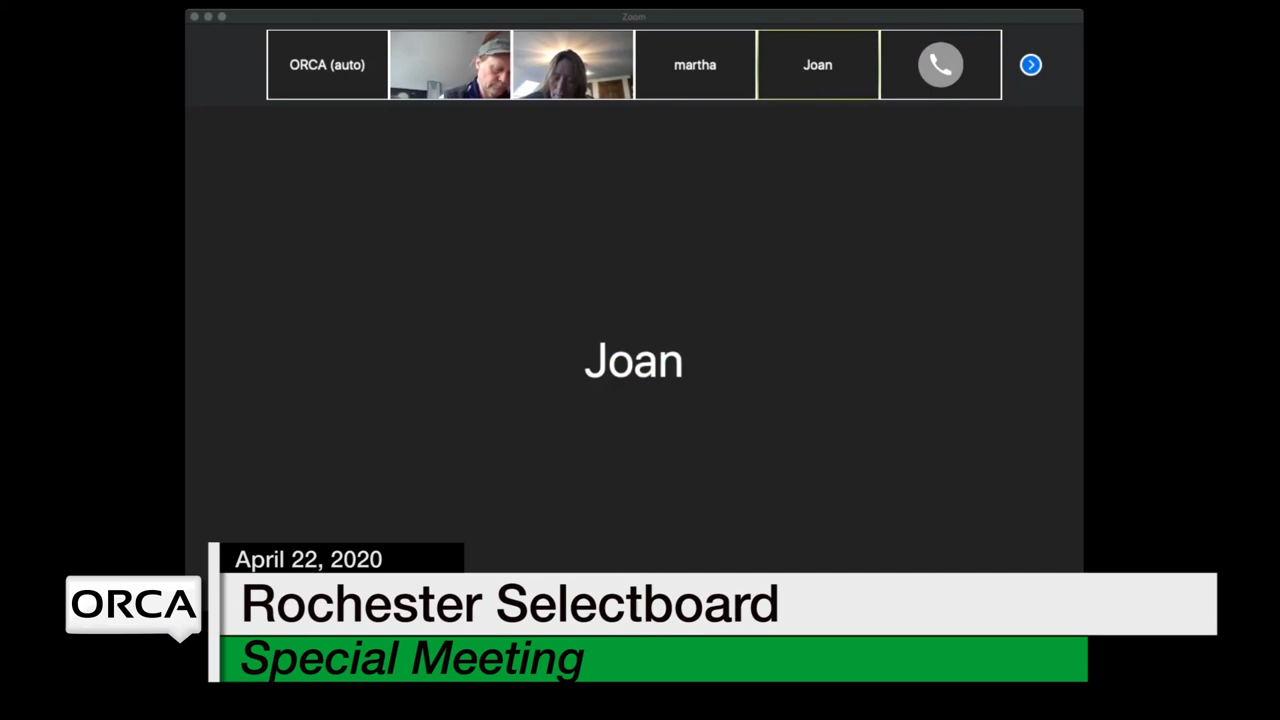 Zoom
ORCA (auto)
martha
Joan
Joan
April 22, 2020
ORCA
Rochester Selectboard
Special Meeting